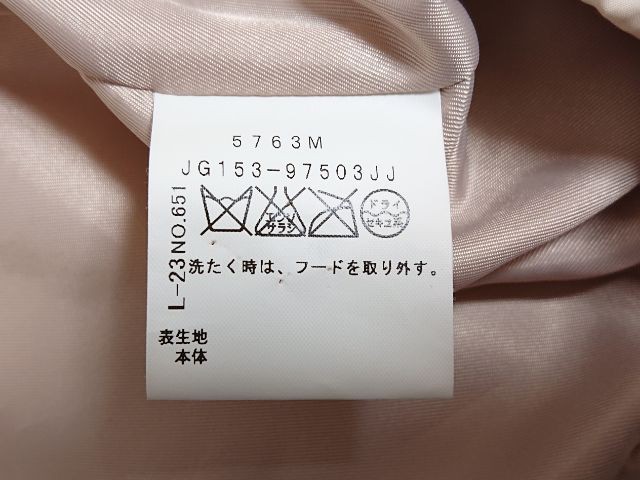 5763M
JG153-97503JJ
エンソ
サラシ
ドライ
セキユ系
L-23NO.651
洗たく時は、フードを取り外す。
表生地
本体